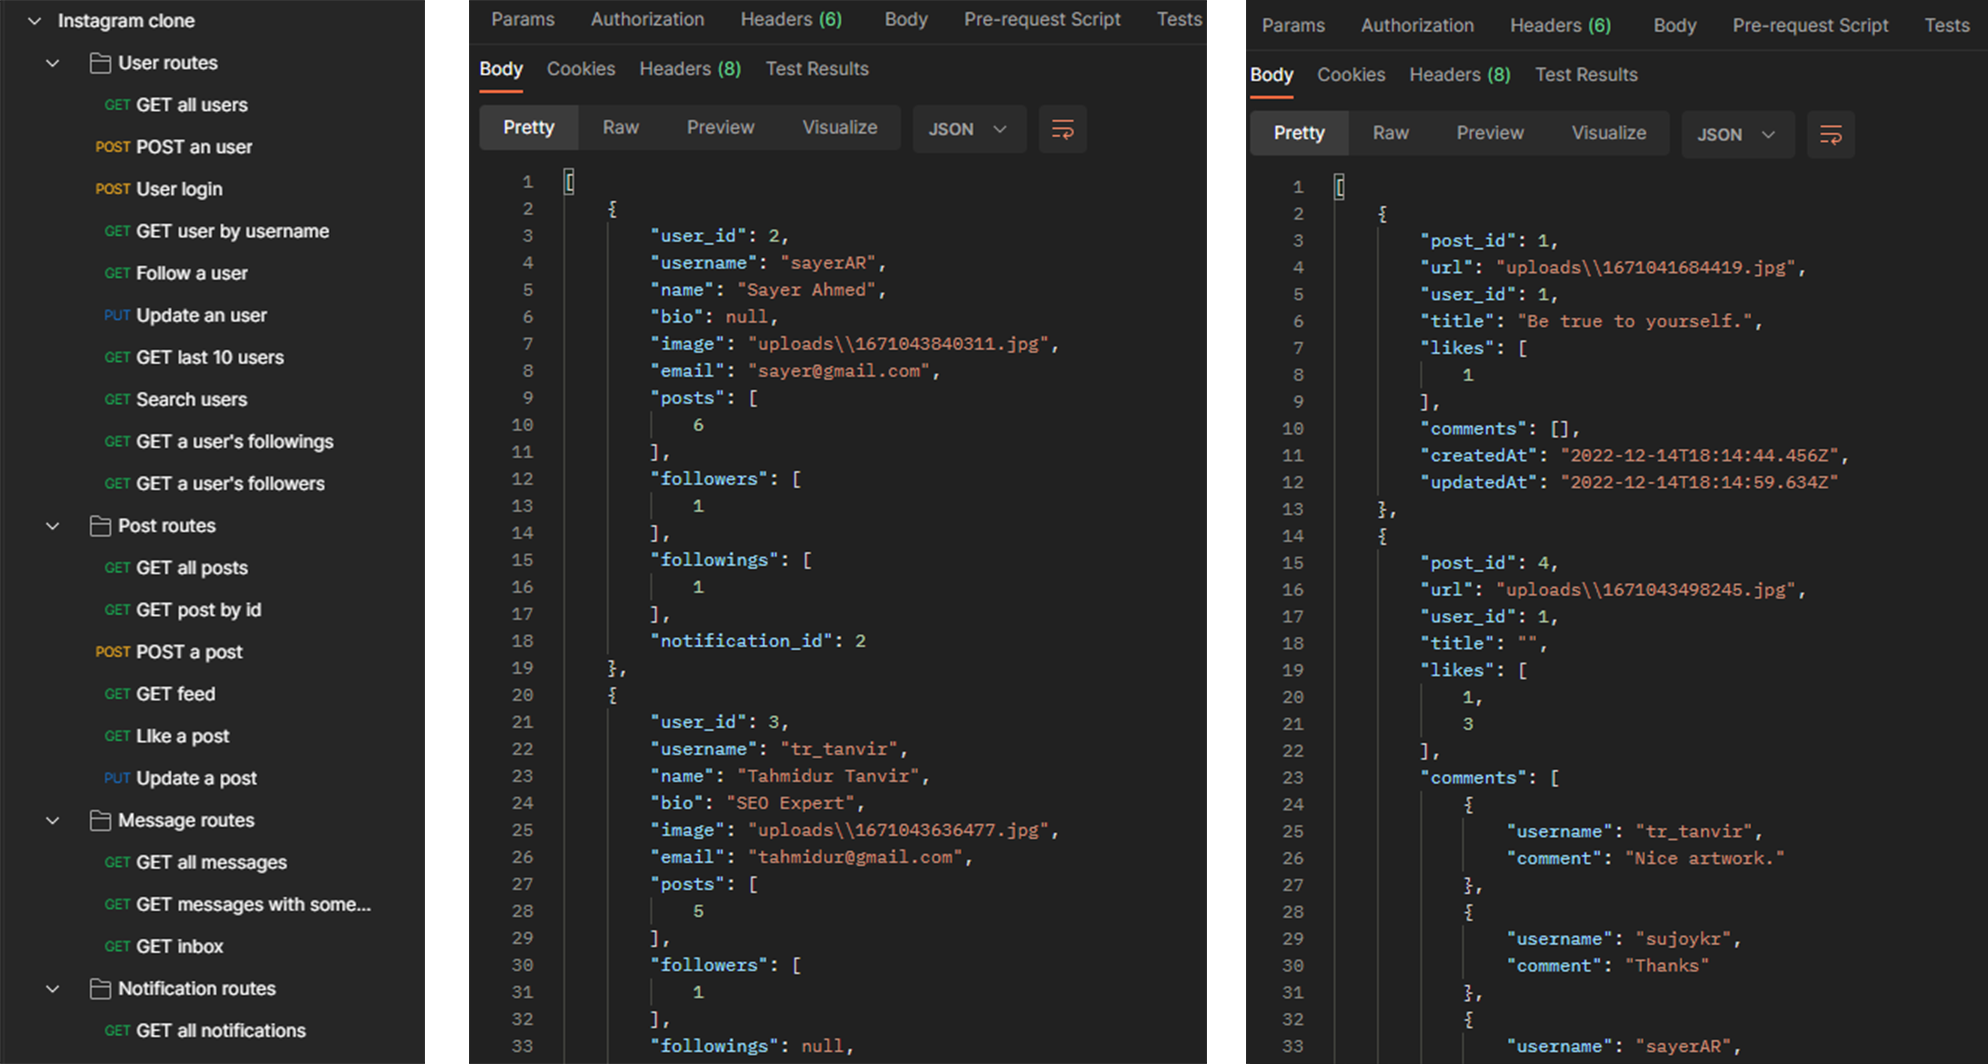 Instagram clone
User routes
GET GET all users
POST POST an user
POST User login
GET GET user by username
GET Follow a user
PUT Update an user
GET GET last 10 users
GET Search users
GET GET a user's followings
GET GET a user's followers
Post routes
GET GET all posts
GET GET post by id
POST POST a post
GET GET feed
GET LIke a post
PUT Update a post
Message routes
GET GET all messages
GET GET messages with some...
GET GET inbox
Notification routes
GET GET all notifications
Params Authorization Headers (6) Body Pre-request Script Tests
Body Cookies Headers (8) Test Results
Pretty Raw Preview Visualize JSON
1 [
2 {
3 "user_id": 2,
4 "username": "sayerAR",
5 "name": "Sayer Ahmed",
6 "bio": null,
7 "image": "uploads\\1671043840311.jpg",
8 "email": "sayer@gmail.com",
9 "posts": [
10 6
11 ],
12 "followers": [
13 1
14 ],
15 "followings": [
16 1
17 ],
18 "notification_id": 2
19 },
20 {
21 "user_id": 3,
22 "username": "tr_tanvir",
23 "name": "Tahmidur Tanvir",
24 "bio": "SEO Expert",
25 "image": "uploads\\1671043636477.jpg",
26 "email": "tahmidur@gmail.com",
27 "posts": [
28 5
29 ],
30 "followers": [
31 1
32 ],
33 "followings": null,
Params Authorization Headers (6) Body Pre-request Script Tests
Body Cookies Headers (8) Test Results
Pretty Raw Preview Visualize JSON
1 [
2 {
3 "post_id": 1,
4 "url": "uploads\\1671041684419.jpg",
5 "user_id": 1,
6 "title": "Be true to yourself.",
7 "likes": [
8 1
9 ],
10 "comments": [],
11 "createdAt": "2022-12-14T18:14:44.456Z",
12 "updatedAt": "2022-12-14T18:14:59.634Z"
13 },
14 {
15 "post_id": 4,
16 "url": "uploads\\1671043498245.jpg",
17 "user_id": 1,
18 "title": "",
19 "likes": [
20 1,
21 3
22 ],
23 "comments": [
24 {
25 "username": "tr_tanvir",
26 "comment": "Nice artwork."
27 },
28 {
29 "username": "sujoykr",
30 "comment": "Thanks"
31 },
32 {
33 "username": "sayerAR",